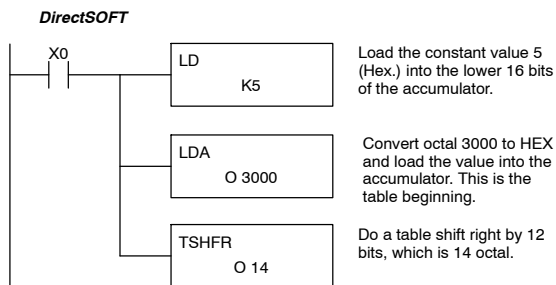 DirectSOFT
X0
LD
K5
Load the constant value 5
(Hex.) into the lower 16 bits
of the accumulator.
LDA
O 3000
Convert octal 3000 to HEX
and load the value into the
accumulator. This is the
table beginning.
TSHFR
O 14
Do a table shift right by 12
bits, which is 14 octal.